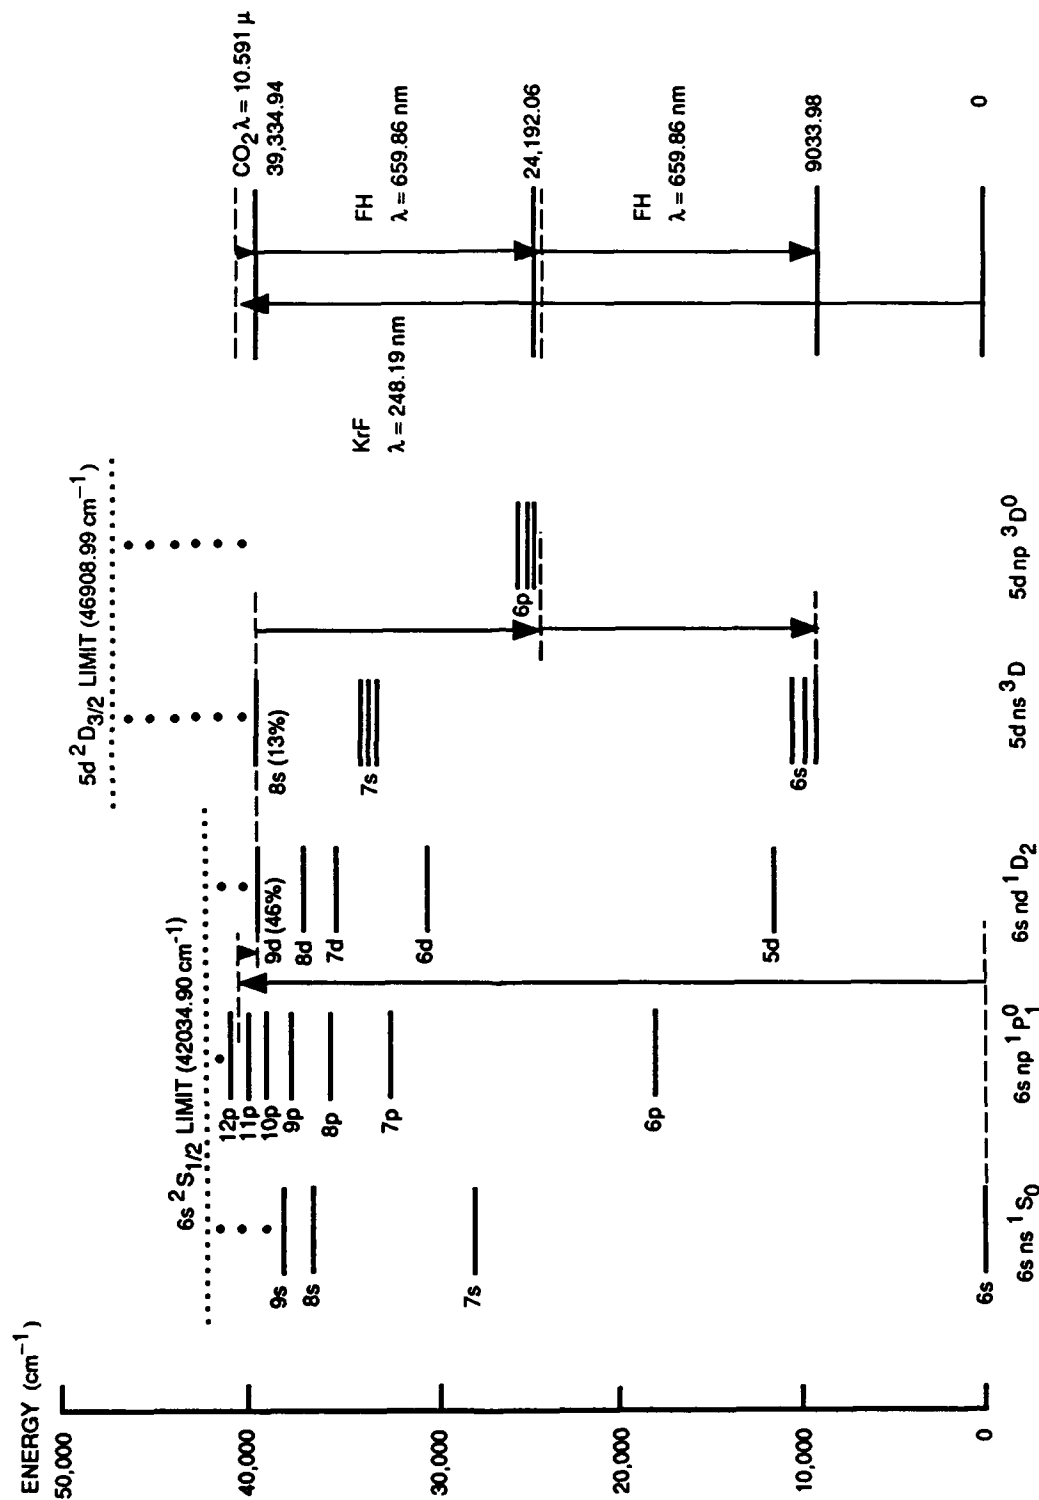 ENERGY (cm⁻¹)
50,000
40,000
30,000
20,000
10,000
0
6s ²S₁/₂ LIMIT (42034.90 cm⁻¹)
9s
8s
7s
6s
6s ns ¹S₀
12p
11p
10p
9p
8p
7p
6p
6s np ¹P₁⁰
9d (46%)
8d
7d
6d
5d
6s nd ¹D₂
5d ²D₃/₂ LIMIT (46908.99 cm⁻¹)
8s (13%)
7s
6s
5d ns ³D
6p
5d np ³D⁰
KrF
λ = 248.19 nm
CO₂ λ = 10.591 μ
39,334.94
FH
λ = 659.86 nm
24,192.06
FH
λ = 659.86 nm
9033.98
0